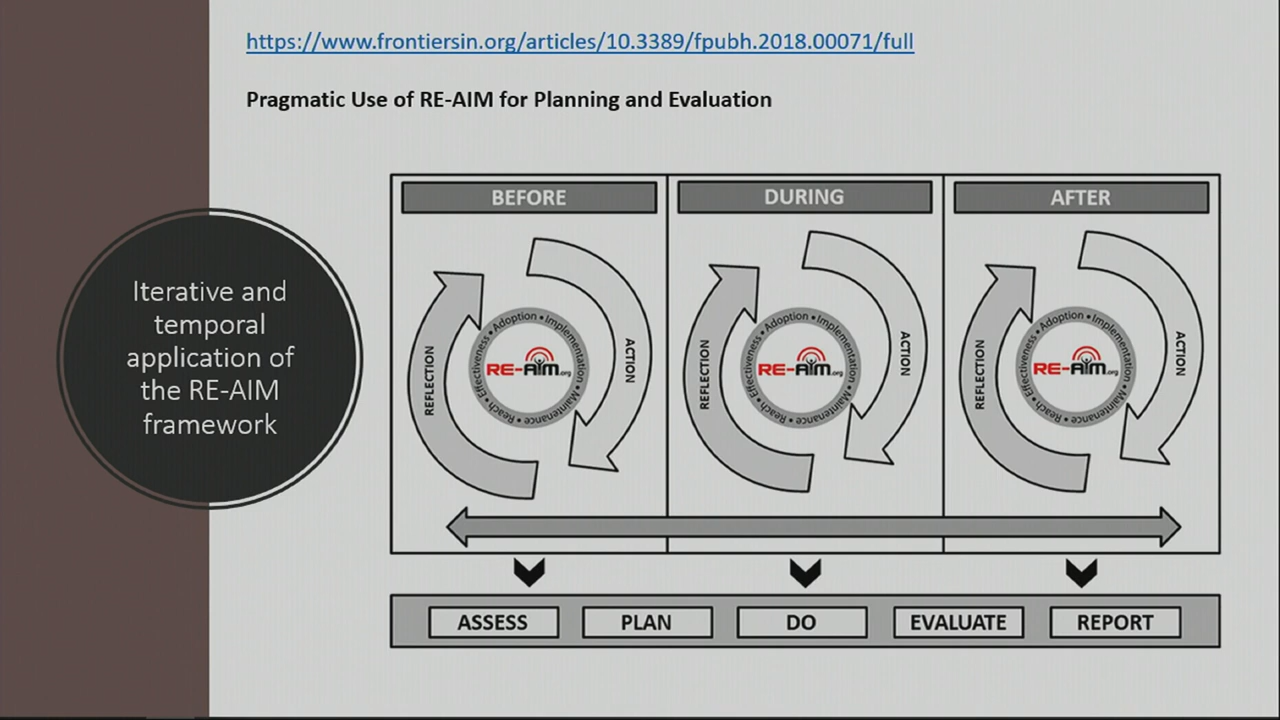 https://www.frontiersin.org/articles/10.3389/fpubh.2018.00071/full
Pragmatic Use of RE-AIM for Planning and Evaluation
Iterative and
temporal
application of
the RE-AIM
framework
BEFORE
DURING
AFTER
REFLECTION
ACTION
Reach • Effectiveness • Adoption • Implementation • Maintenance •
RE-AIM.org
REFLECTION
ACTION
Reach • Effectiveness • Adoption • Implementation • Maintenance •
RE-AIM.org
REFLECTION
ACTION
Reach • Effectiveness • Adoption • Implementation • Maintenance •
RE-AIM.org
ASSESS
PLAN
DO
EVALUATE
REPORT